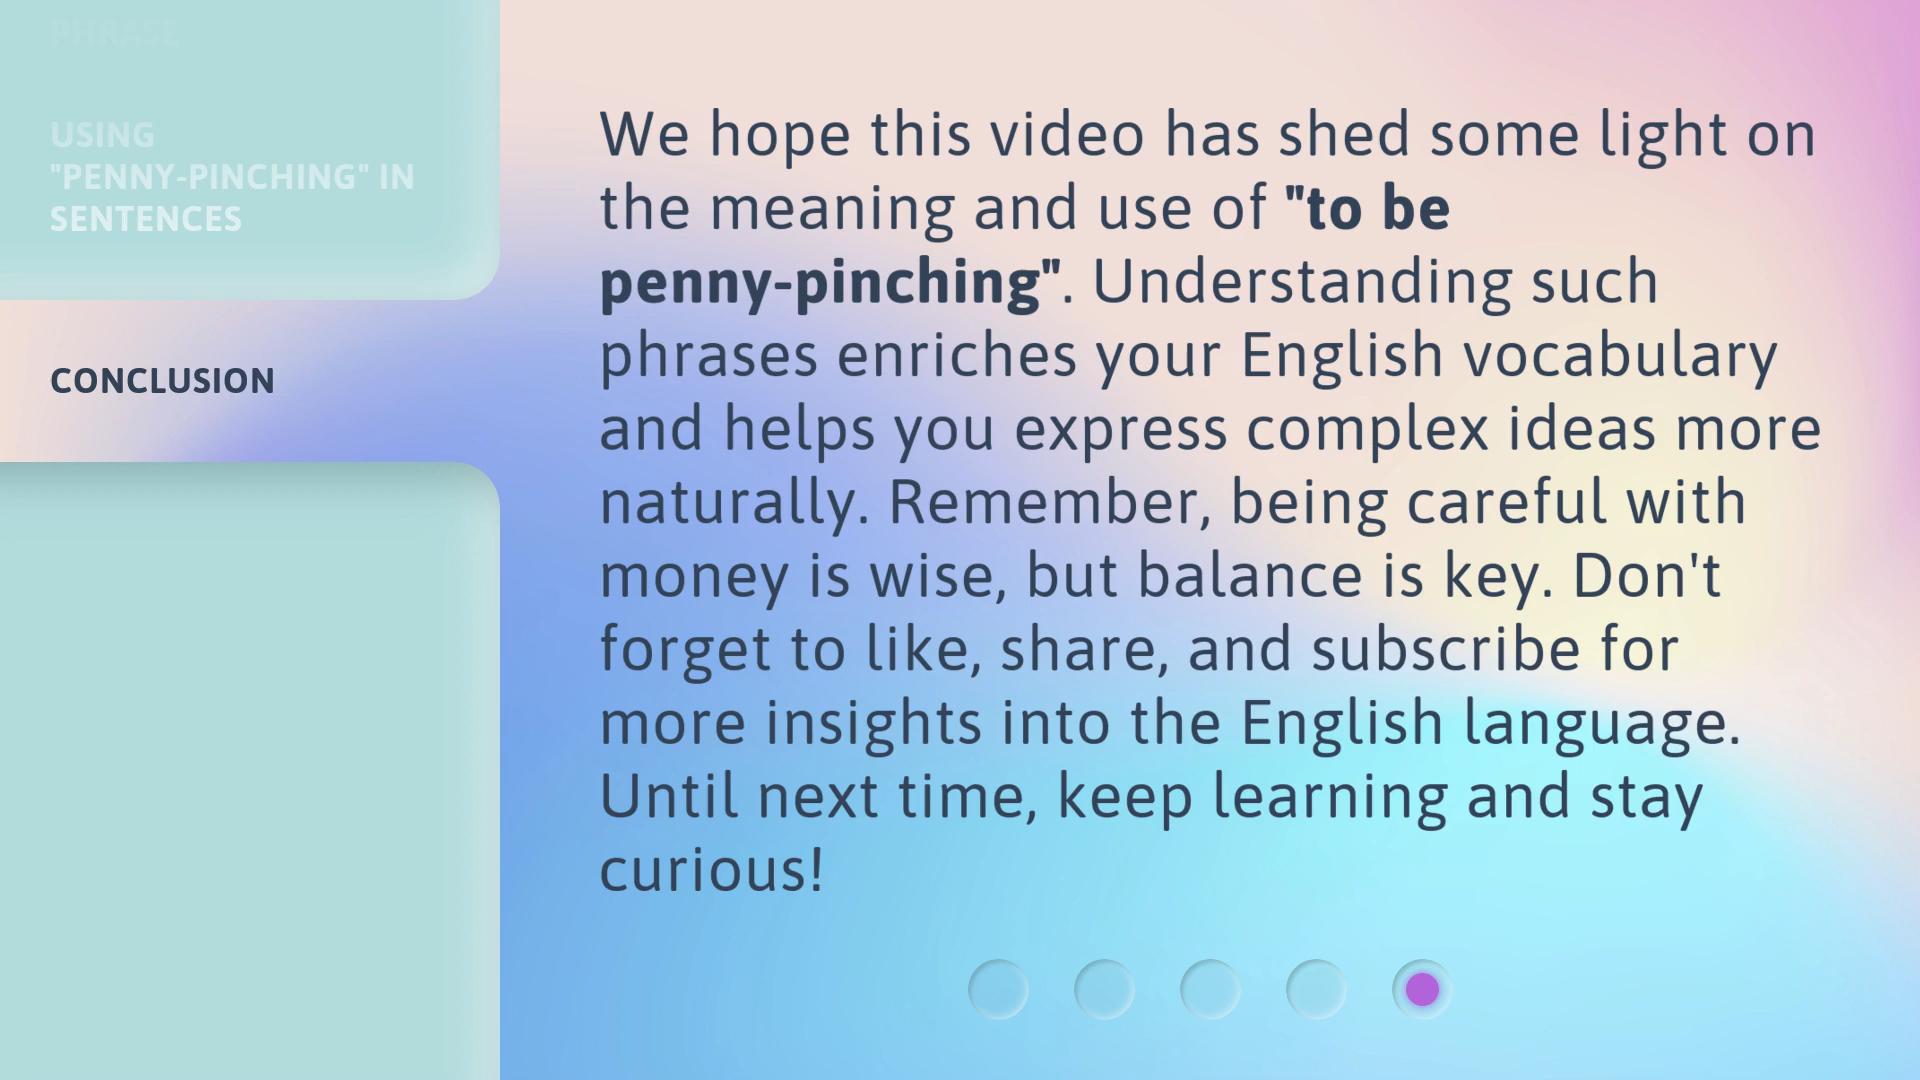 PHRASE
USING
"PENNY-PINCHING" IN
SENTENCES
CONCLUSION
We hope this video has shed some light on
the meaning and use of "to be
penny-pinching". Understanding such
phrases enriches your English vocabulary
and helps you express complex ideas more
naturally. Remember, being careful with
money is wise, but balance is key. Don't
forget to like, share, and subscribe for
more insights into the English language.
Until next time, keep learning and stay
curious!